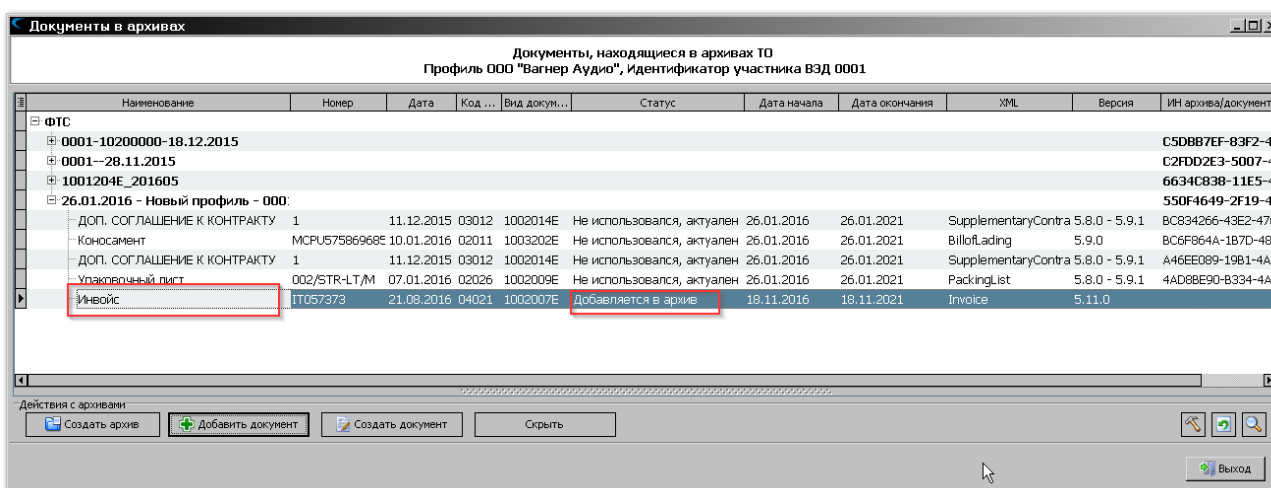 Документы в архивах
Документы, находящиеся в архивах ТО
Профиль ООО "Вагнер Аудио", Идентификатор участника ВЭД 0001
Наименование Номер Дата Код ... Вид докум... Статус Дата начала Дата окончания XML Версия ИН архива/документ
ФТС
0001-10200000-18.12.2015 C5DBB7EF-83F2-4
0001--28.11.2015 C2FDD2E3-5007-
1001204E_201605 6634C838-11E5-
26.01.2016 - Новый профиль - 000 550F4649-2F19-4
ДОП. СОГЛАШЕНИЕ К КОНТРАКТУ 1 11.12.2015 03012 1002014E Не использовался, актуален 26.01.2016 26.01.2021 SupplementaryContra 5.8.0 - 5.9.1 BC834266-43E2-47
Коносамент MCPU575869685 10.01.2016 02011 1003202E Не использовался, актуален 26.01.2016 26.01.2021 BillofLading 5.9.0 BC6F864A-1B7D-48
ДОП. СОГЛАШЕНИЕ К КОНТРАКТУ 1 11.12.2015 03012 1002014E Не использовался, актуален 26.01.2016 26.01.2021 SupplementaryContra 5.8.0 - 5.9.1 A46EE089-19B1-4A
Упаковочный лист 002/STR-LT/M 07.01.2016 02026 1002009E Не использовался, актуален 26.01.2016 26.01.2021 PackingList 5.8.0 - 5.9.1 4AD8BE90-B334-4A
Инвойс IT057373 21.08.2016 04021 1002007E Добавляется в архив 18.11.2016 18.11.2021 Invoice 5.11.0
Действия с архивами
Создать архив Добавить документ Создать документ Скрыть
Выход